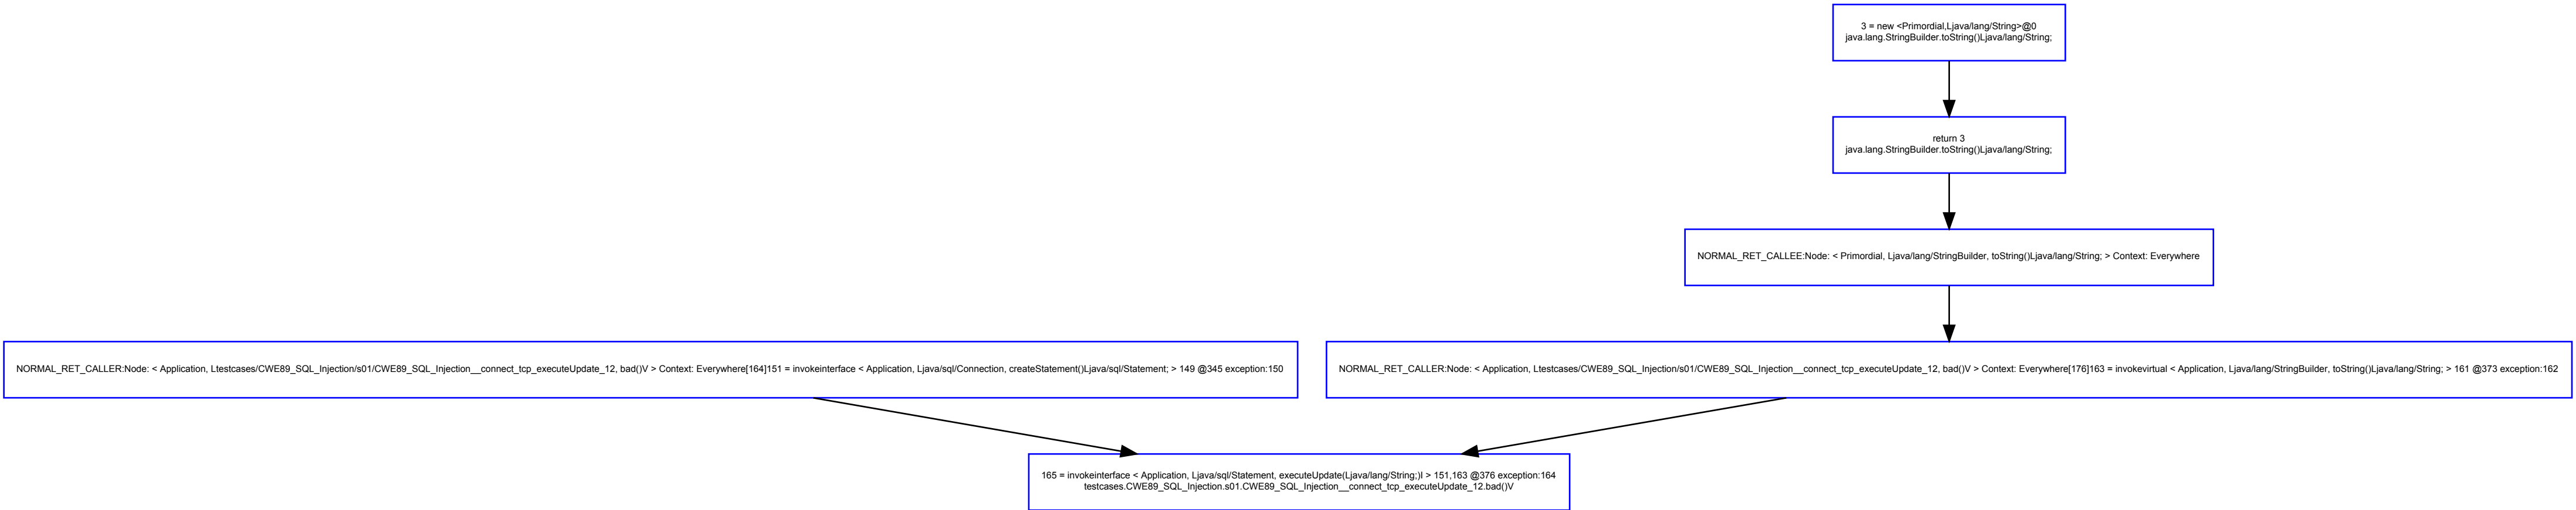 3 = new <Primordial,Ljava/lang/String>@0
java.lang.StringBuilder.toString()Ljava/lang/String;
return 3
java.lang.StringBuilder.toString()Ljava/lang/String;
NORMAL_RET_CALLEE:Node: < Primordial, Ljava/lang/StringBuilder, toString()Ljava/lang/String; > Context: Everywhere
NORMAL_RET_CALLER:Node: < Application, Ltestcases/CWE89_SQL_Injection/s01/CWE89_SQL_Injection__connect_tcp_executeUpdate_12, bad()V > Context: Everywhere[164]151 = invokeinterface < Application, Ljava/sql/Connection, createStatement()Ljava/sql/Statement; > 149 @345 exception:150
NORMAL_RET_CALLER:Node: < Application, Ltestcases/CWE89_SQL_Injection/s01/CWE89_SQL_Injection__connect_tcp_executeUpdate_12, bad()V > Context: Everywhere[176]163 = invokevirtual < Application, Ljava/lang/StringBuilder, toString()Ljava/lang/String; > 161 @373 exception:162
165 = invokeinterface < Application, Ljava/sql/Statement, executeUpdate(Ljava/lang/String;)I > 151,163 @376 exception:164
testcases.CWE89_SQL_Injection.s01.CWE89_SQL_Injection__connect_tcp_executeUpdate_12.bad()V